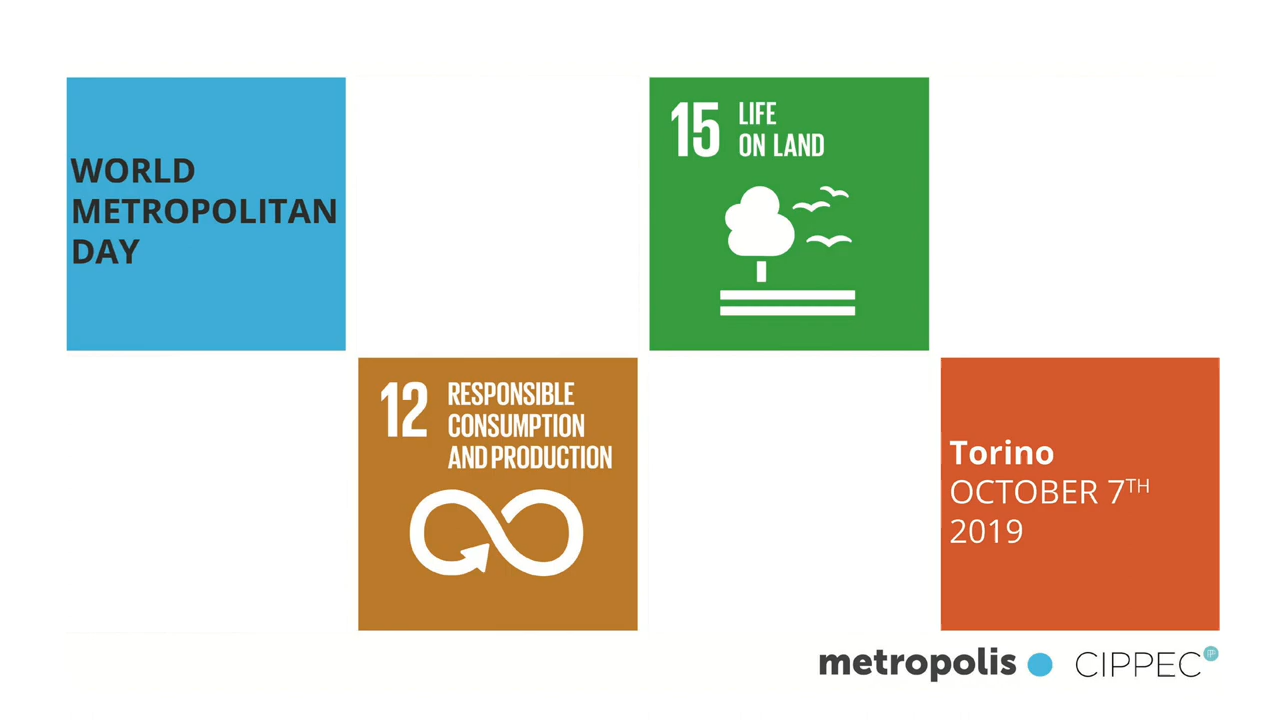 WORLD
METROPOLITAN
DAY
15 LIFE
ON LAND
12 RESPONSIBLE
CONSUMPTION
AND PRODUCTION
Torino
OCTOBER 7TH
2019
metropolis CIPPEC